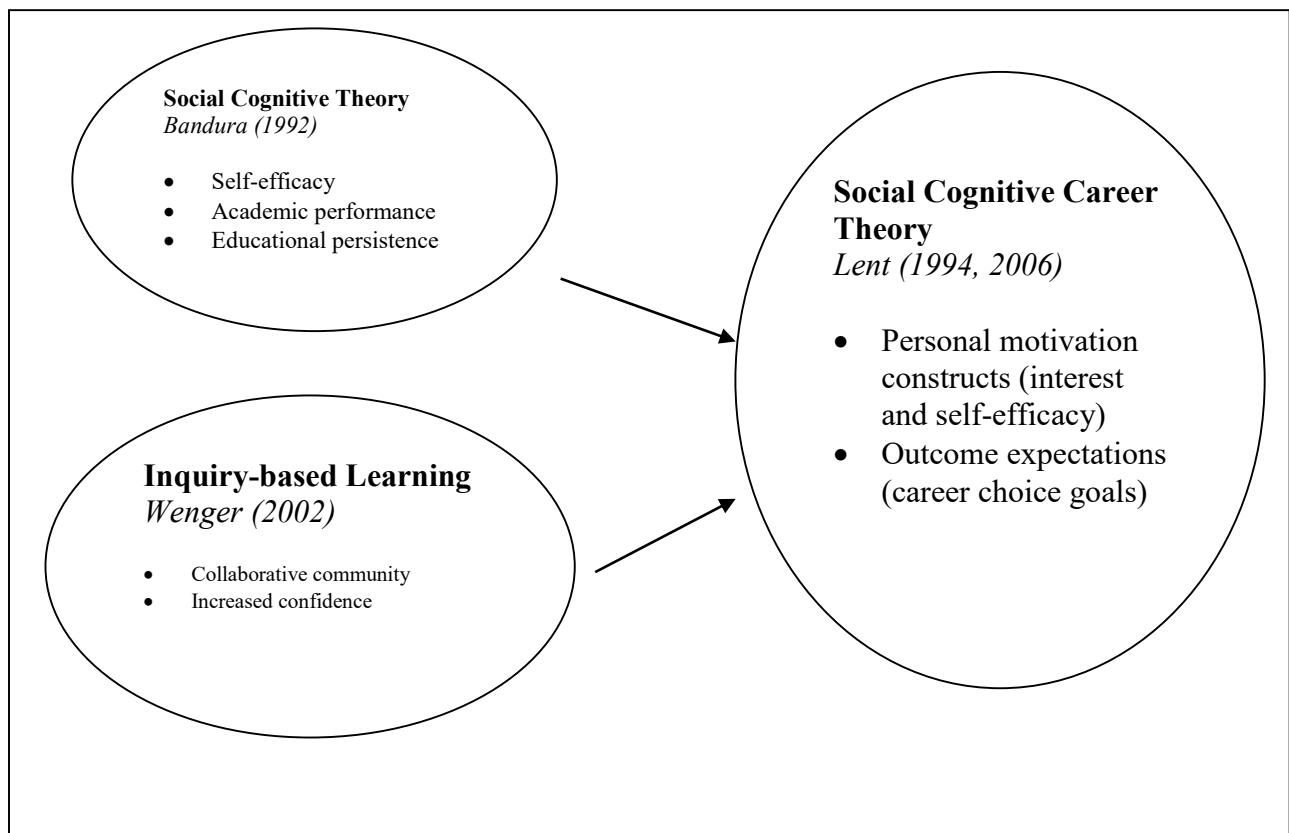 Social Cognitive Theory
Bandura (1992)
• Self-efficacy
• Academic performance
• Educational persistence
Inquiry-based Learning
Wenger (2002)
• Collaborative community
• Increased confidence
Social Cognitive Career
Theory
Lent (1994, 2006)
• Personal motivation
constructs (interest
and self-efficacy)
• Outcome expectations
(career choice goals)